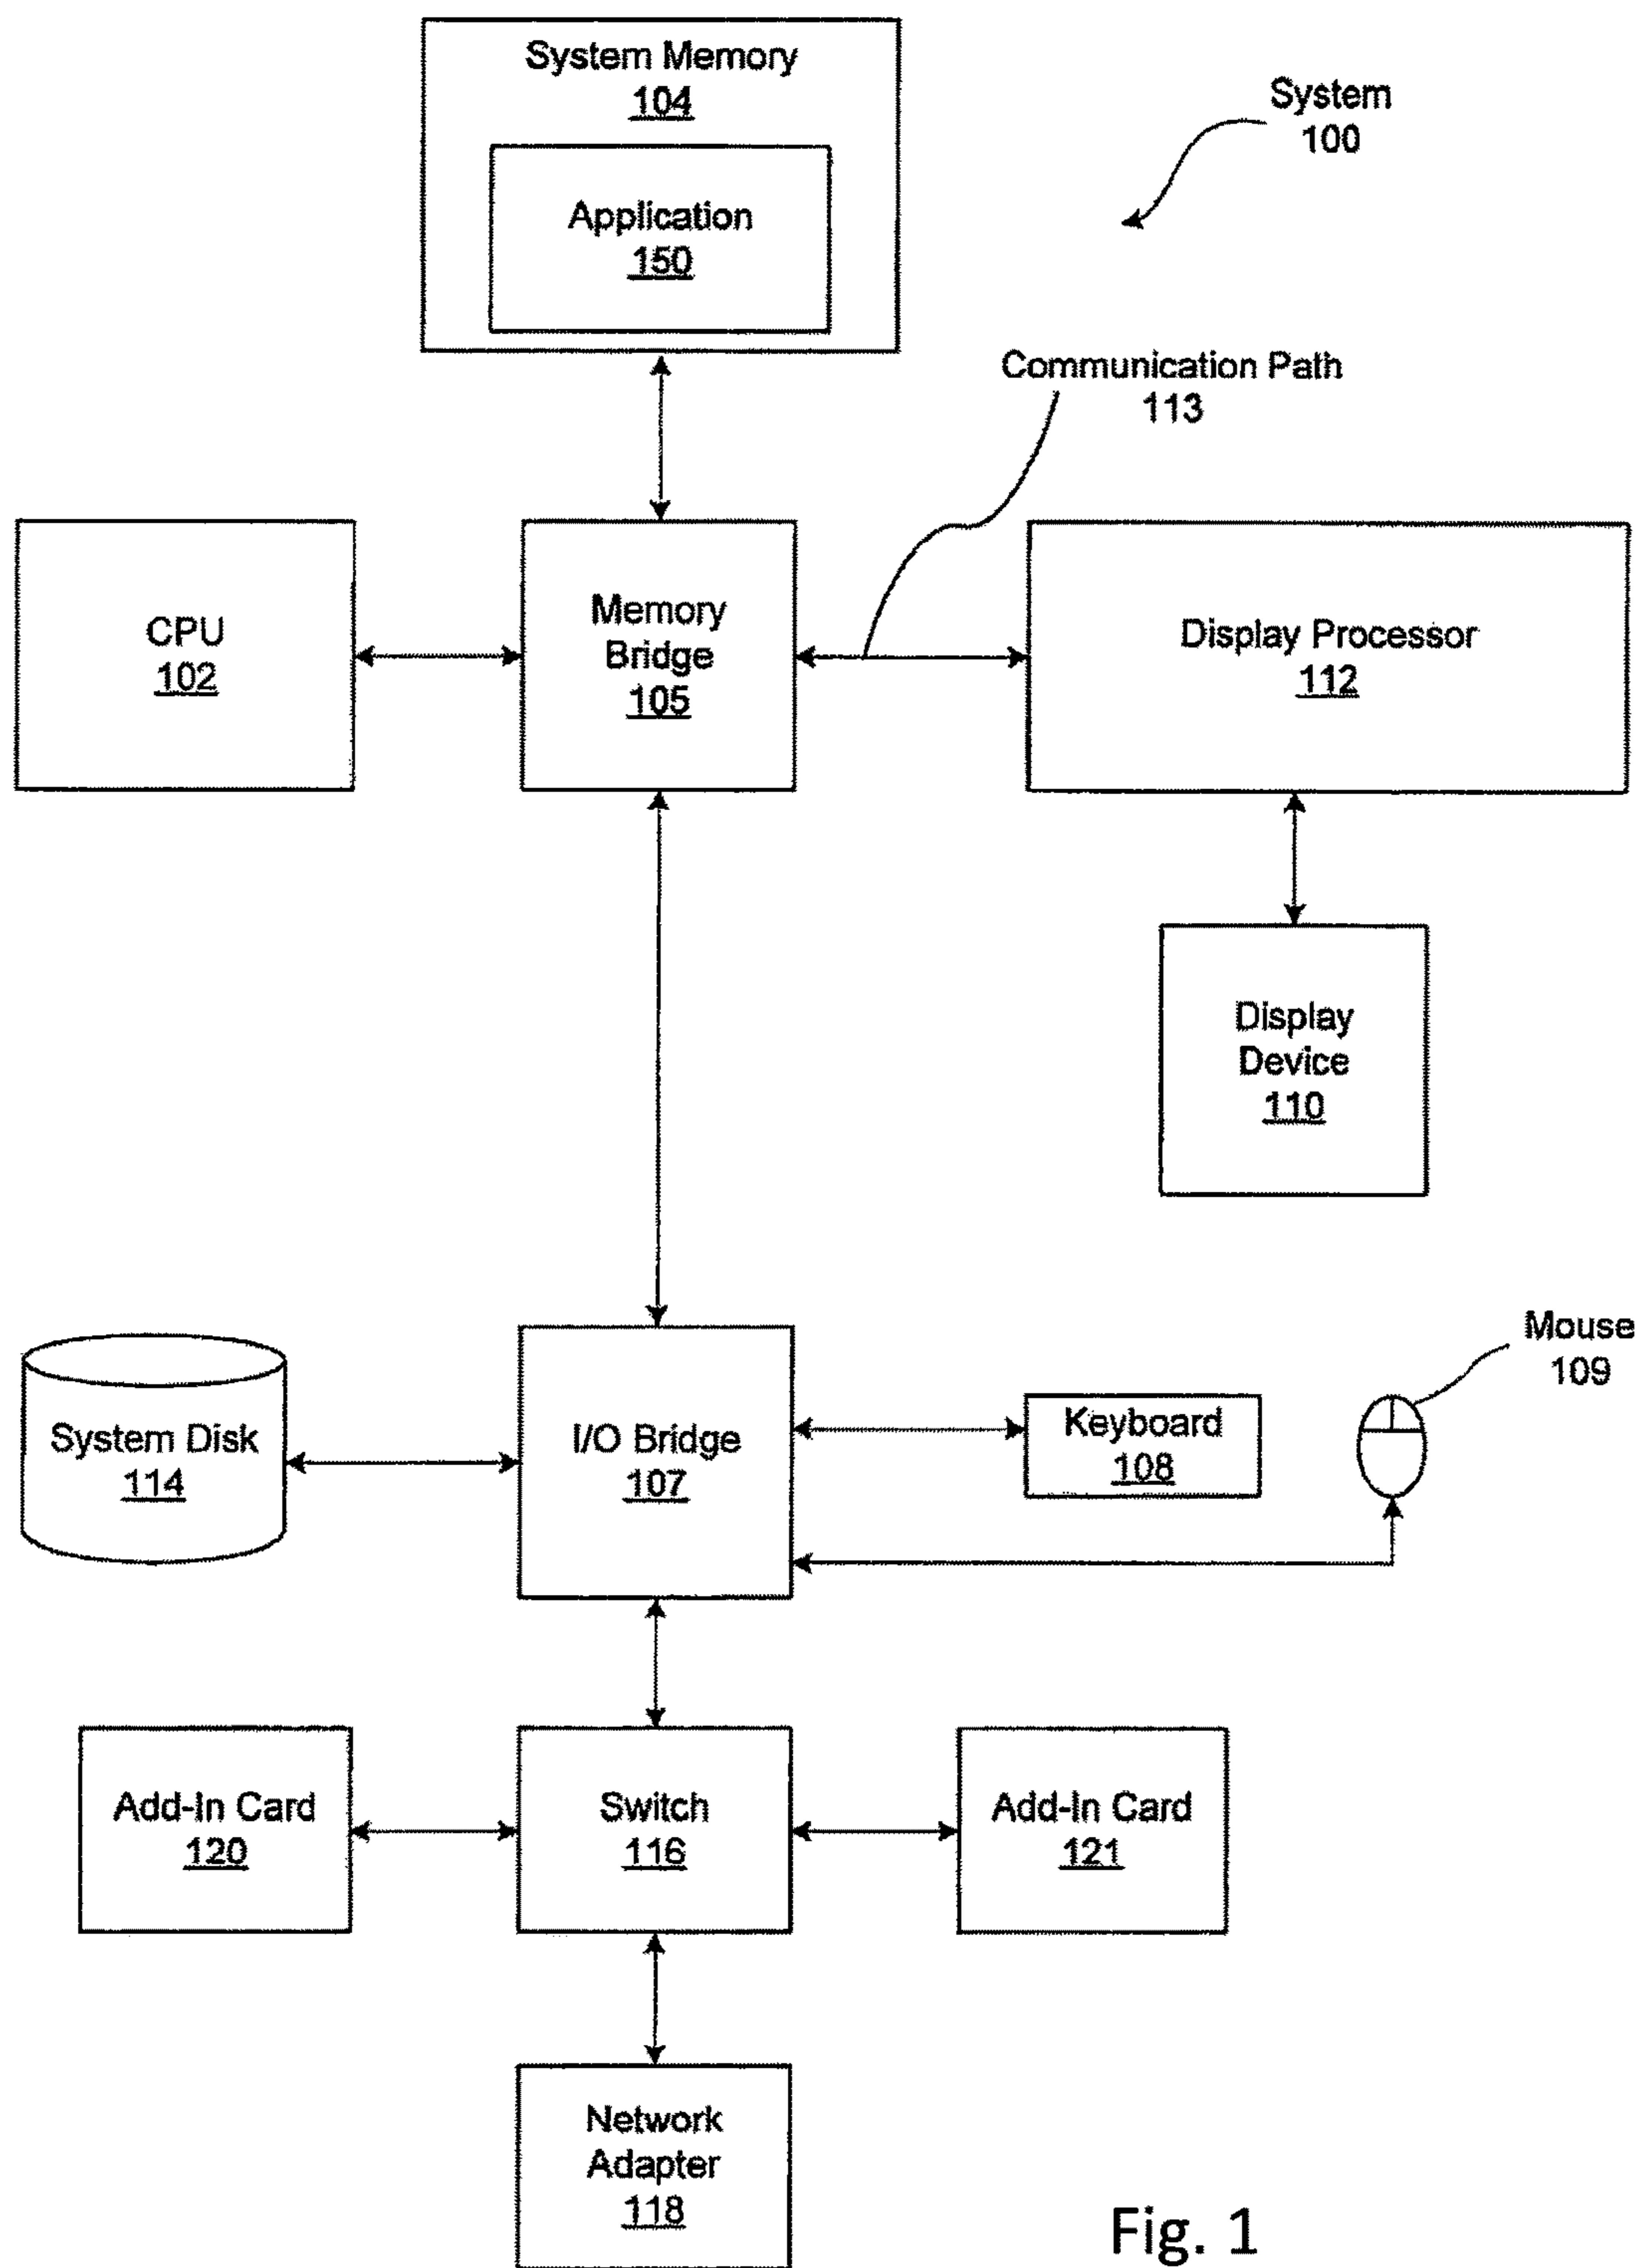 System Memory
104
Application
150
System
100
Communication Path
113
CPU
102
Memory
Bridge
105
Display Processor
112
Display
Device
110
System Disk
114
I/O Bridge
107
Keyboard
108
Mouse
109
Add-In Card
120
Switch
116
Add-In Card
121
Network
Adapter
118
Fig. 1